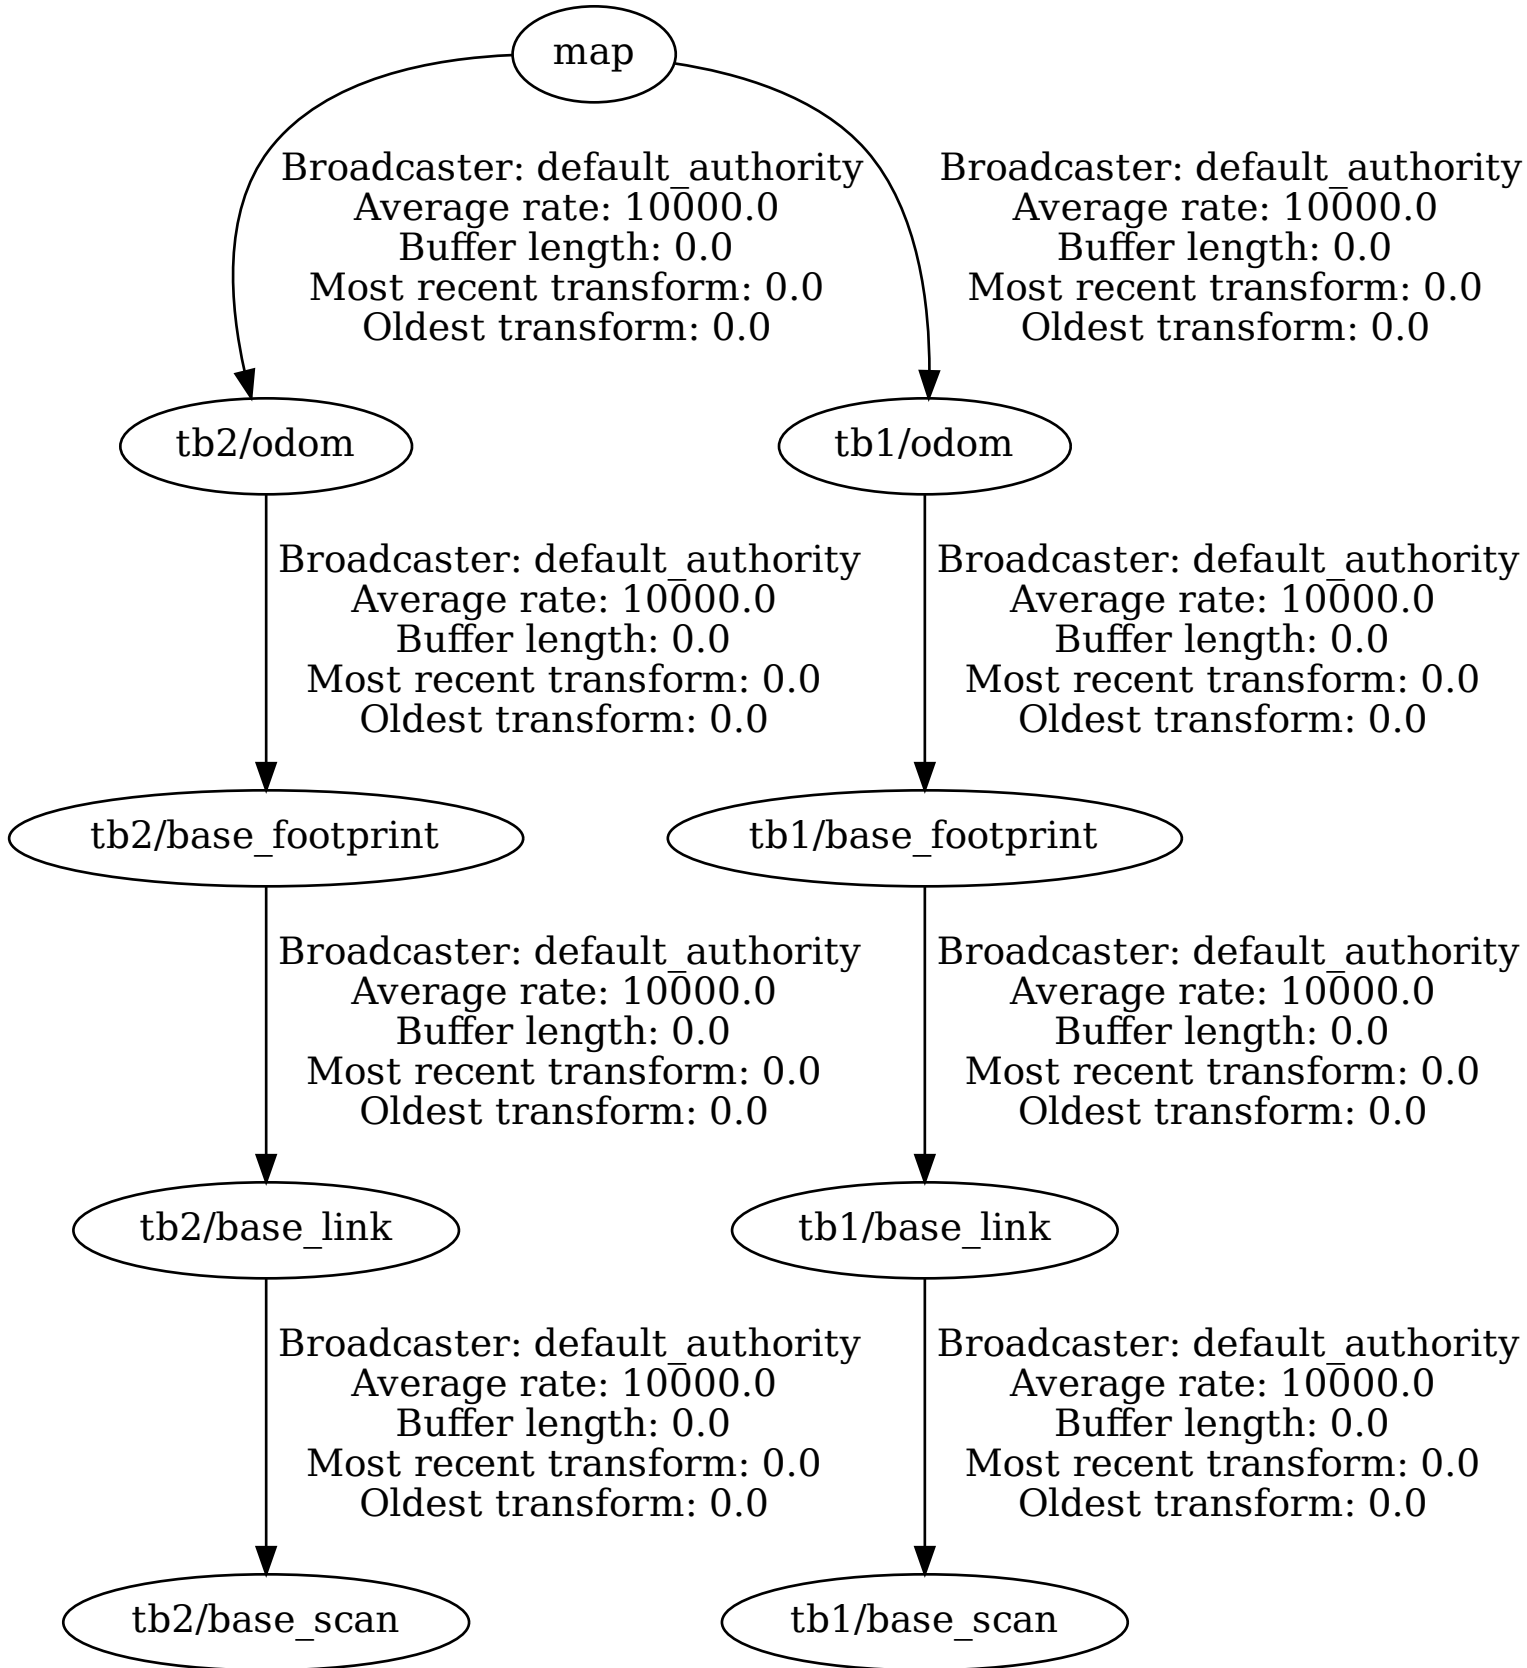 map
Broadcaster: default_authority
Average rate: 10000.0
Buffer length: 0.0
Most recent transform: 0.0
Oldest transform: 0.0
Broadcaster: default_authority
Average rate: 10000.0
Buffer length: 0.0
Most recent transform: 0.0
Oldest transform: 0.0
tb2/odom
tb1/odom
Broadcaster: default_authority
Average rate: 10000.0
Buffer length: 0.0
Most recent transform: 0.0
Oldest transform: 0.0
Broadcaster: default_authority
Average rate: 10000.0
Buffer length: 0.0
Most recent transform: 0.0
Oldest transform: 0.0
tb2/base_footprint
tb1/base_footprint
Broadcaster: default_authority
Average rate: 10000.0
Buffer length: 0.0
Most recent transform: 0.0
Oldest transform: 0.0
Broadcaster: default_authority
Average rate: 10000.0
Buffer length: 0.0
Most recent transform: 0.0
Oldest transform: 0.0
tb2/base_link
tb1/base_link
Broadcaster: default_authority
Average rate: 10000.0
Buffer length: 0.0
Most recent transform: 0.0
Oldest transform: 0.0
Broadcaster: default_authority
Average rate: 10000.0
Buffer length: 0.0
Most recent transform: 0.0
Oldest transform: 0.0
tb2/base_scan
tb1/base_scan